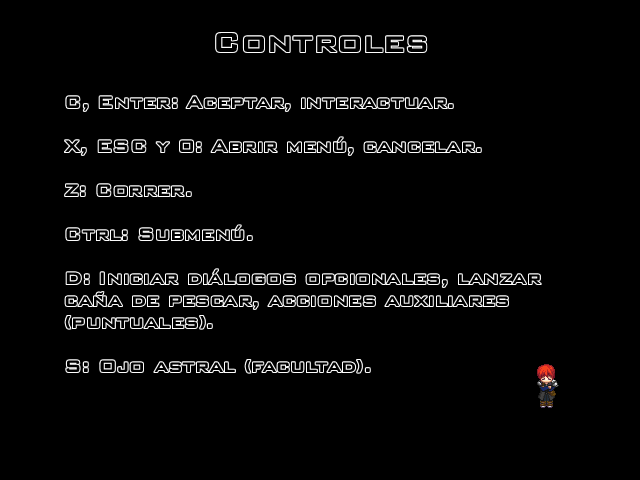 Controles
C, Enter: Aceptar, interactuar.
X, ESC y 0: Abrir menú, cancelar.
Z: Correr.
Ctrl: Submenú.
D: Iniciar diálogos opcionales, lanzar
caña de pescar, acciones auxiliares
(puntuales).
S: Ojo astral (facultad).